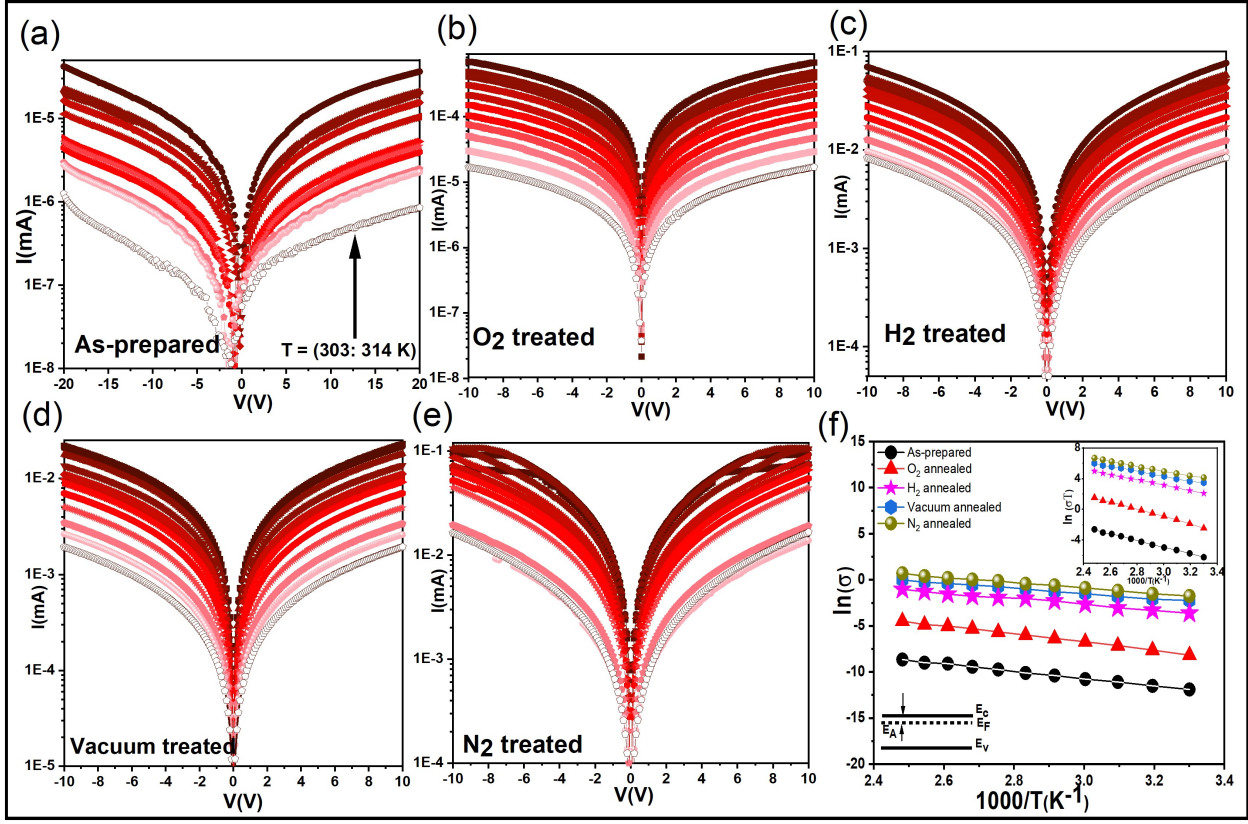 (a)
I(mA)
1E-5
1E-6
1E-7
1E-8
As-prepared
T = (303: 314 K)
-20 -15 -10 -5 0 5 10 15 20
V(V)
(b)
I(mA)
1E-4
1E-5
1E-6
1E-7
1E-8
O2 treated
-10 -8 -6 -4 -2 0 2 4 6 8 10
V(V)
(c)
I(mA)
1E-1
1E-2
1E-3
1E-4
H2 treated
-10 -8 -6 -4 -2 0 2 4 6 8 10
V(V)
(d)
I(mA)
1E-2
1E-3
1E-4
1E-5
Vacuum treated
-10 -8 -6 -4 -2 0 2 4 6 8 10
V(V)
(e)
I(mA)
1E-1
1E-2
1E-3
1E-4
N2 treated
-10 -8 -6 -4 -2 0 2 4 6 8 10
V(V)
(f)
ln(σ)
15
10
5
0
-5
-10
-15
-20
As-prepared
O2 annealed
H2 annealed
Vacuum annealed
N2 annealed
ln (σT)
8
4
0
-4
2.4 2.6 2.8 3.0 3.2 3.4
1000/T(K-1)
EC
EF
EA
EV
2.4 2.6 2.8 3.0 3.2 3.4
1000/T(K-1)